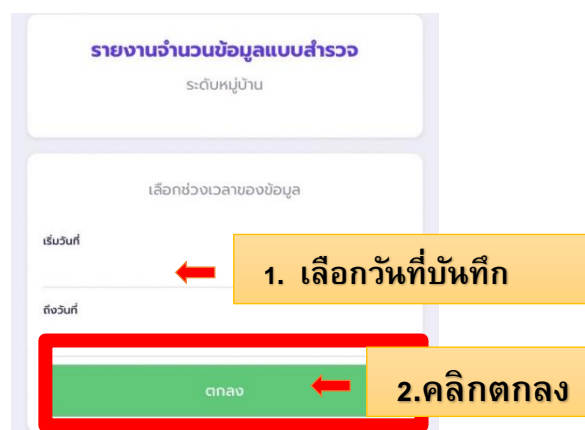 รายงานจำนวนข้อมูลแบบสำรวจ
ระดับหมู่บ้าน
เลือกช่วงเวลาของข้อมูล
เริ่มวันที่
1. เลือกวันที่บันทึก
ถึงวันที่
ตกลง
2.คลิกตกลง